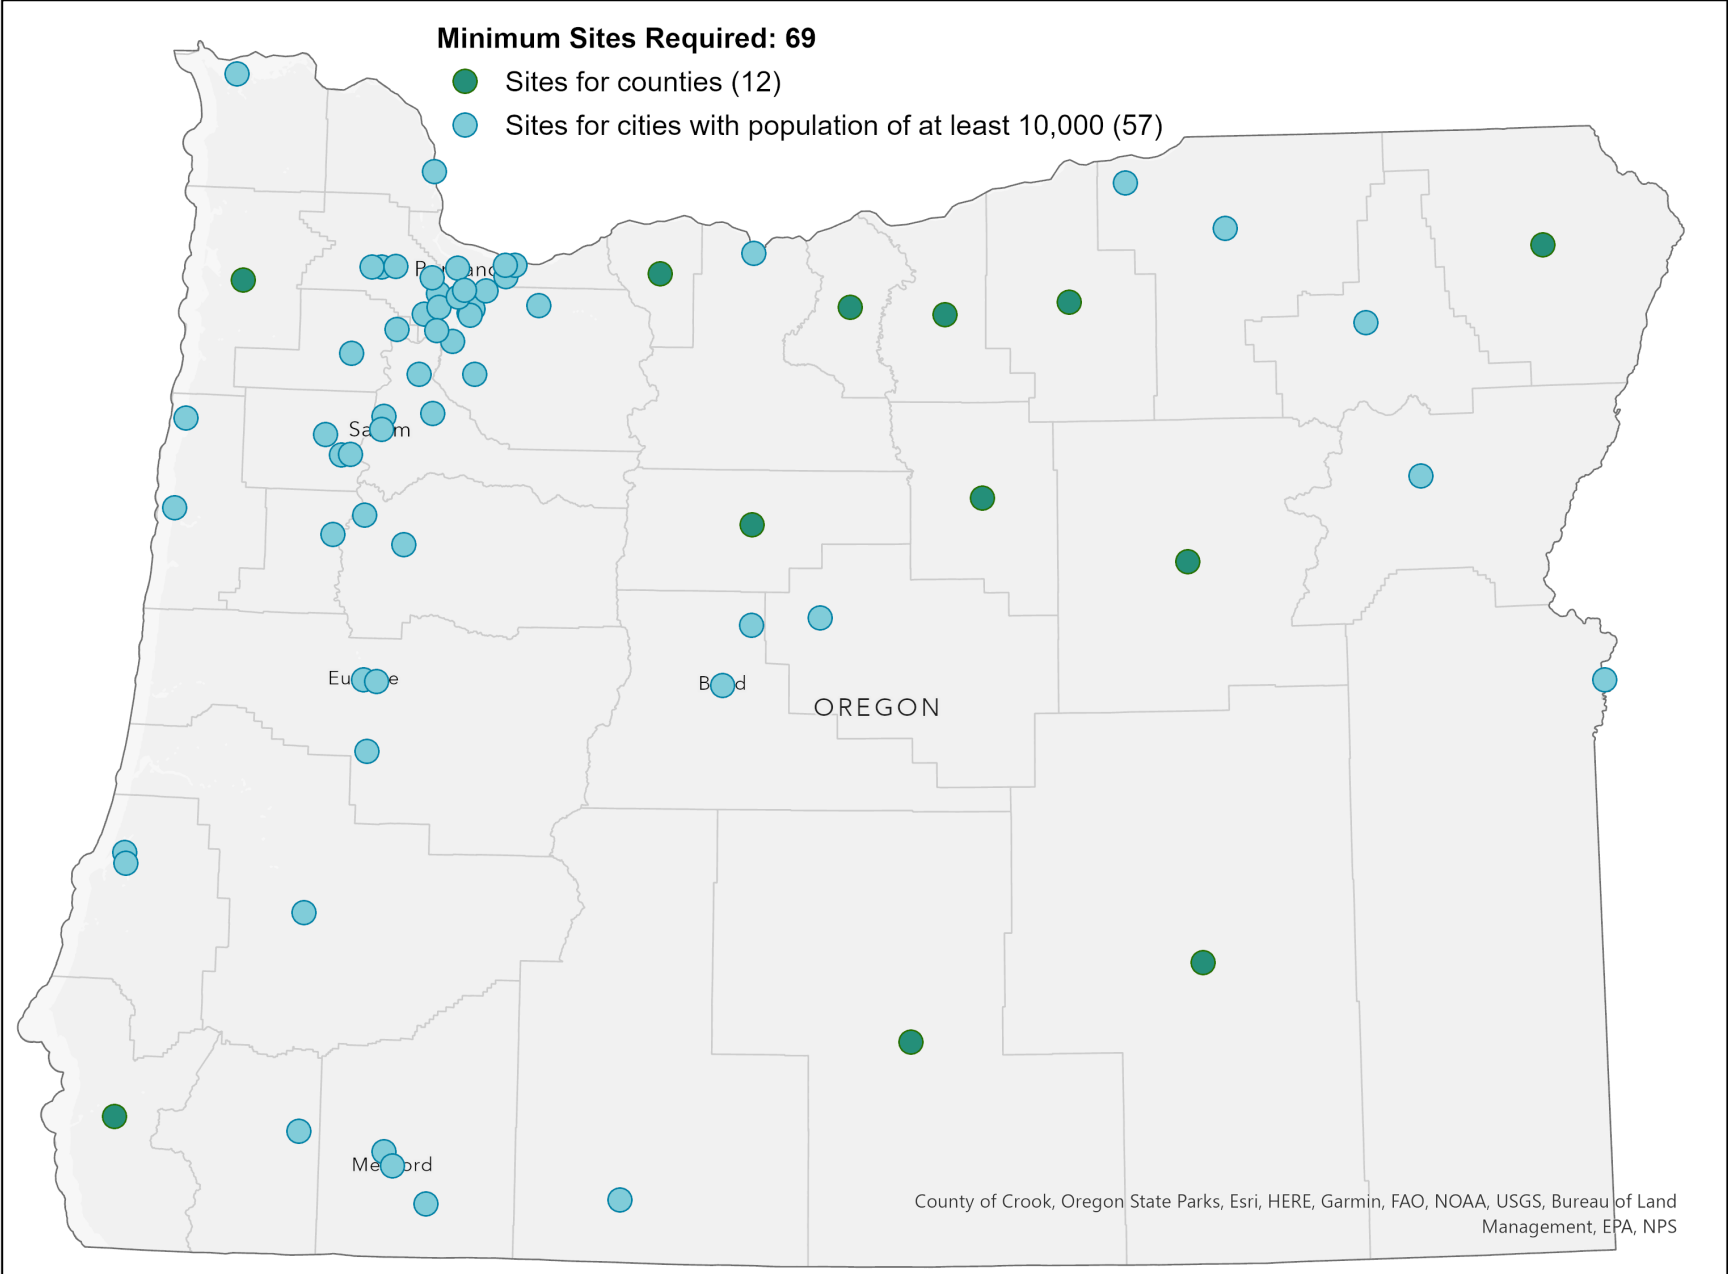 Minimum Sites Required: 69
Sites for counties (12)
Sites for cities with population of at least 10,000 (57)
OREGON
County of Crook, Oregon State Parks, Esri, HERE, Garmin, FAO, NOAA, USGS, Bureau of Land
Management, EPA, NPS